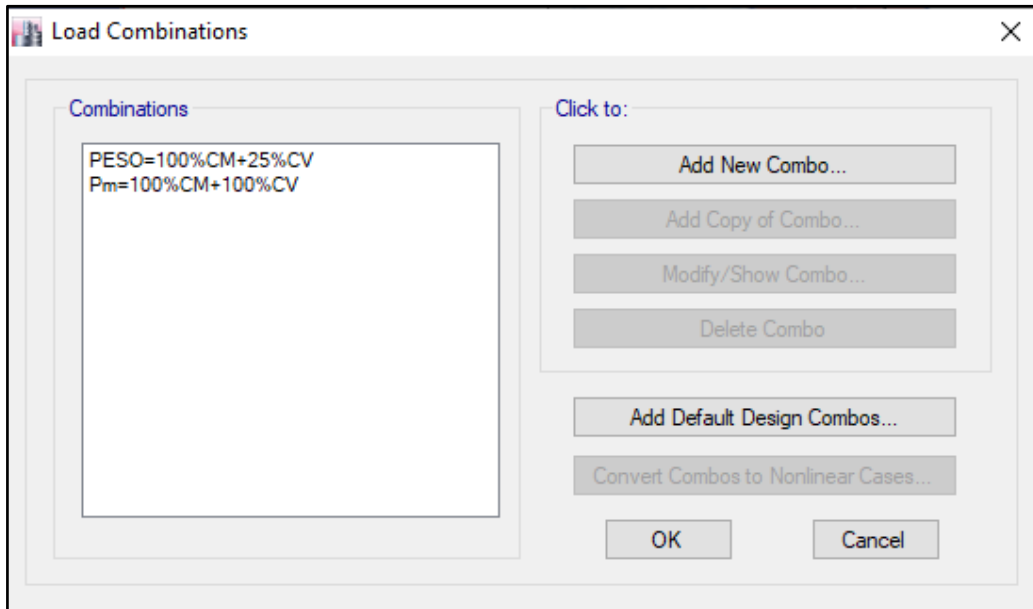 Load Combinations
Combinations
PESO=100%CM+25%CV
Pm=100%CM+100%CV
Click to:
Add New Combo...
Add Copy of Combo...
Modify/Show Combo...
Delete Combo
Add Default Design Combos...
Convert Combos to Nonlinear Cases...
OK
Cancel